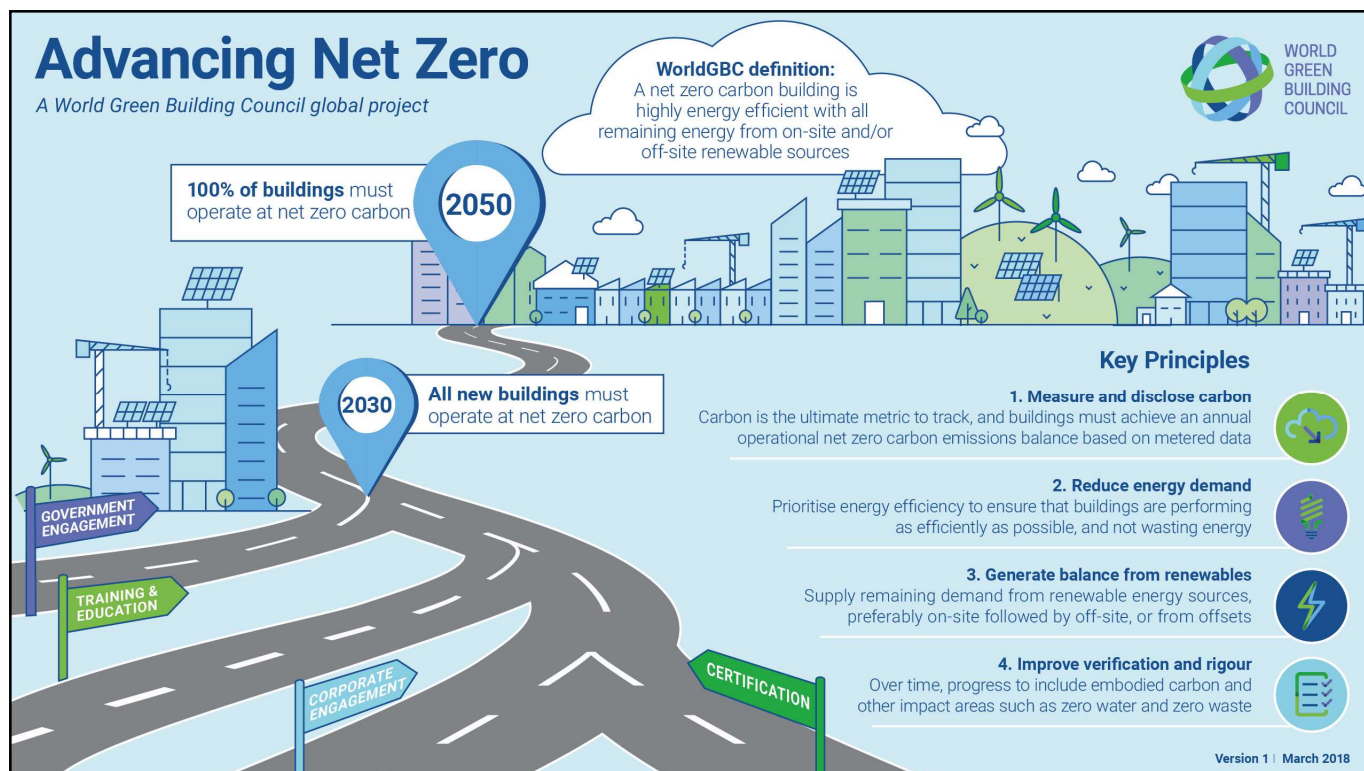 Advancing Net Zero
A World Green Building Council global project
WorldGBC definition:
A net zero carbon building is
highly energy efficient with all
remaining energy from on-site and/or
off-site renewable sources
WORLD
GREEN
BUILDING
COUNCIL
100% of buildings must
operate at net zero carbon
2050
2030
All new buildings must
operate at net zero carbon
GOVERNMENT
ENGAGEMENT
TRAINING &
EDUCATION
CORPORATE
ENGAGEMENT
CERTIFICATION
Key Principles
1. Measure and disclose carbon
Carbon is the ultimate metric to track, and buildings must achieve an annual
operational net zero carbon emissions balance based on metered data
2. Reduce energy demand
Prioritise energy efficiency to ensure that buildings are performing
as efficiently as possible, and not wasting energy
3. Generate balance from renewables
Supply remaining demand from renewable energy sources,
preferably on-site followed by off-site, or from offsets
4. Improve verification and rigour
Over time, progress to include embodied carbon and
other impact areas such as zero water and zero waste
Version 1 | March 2018